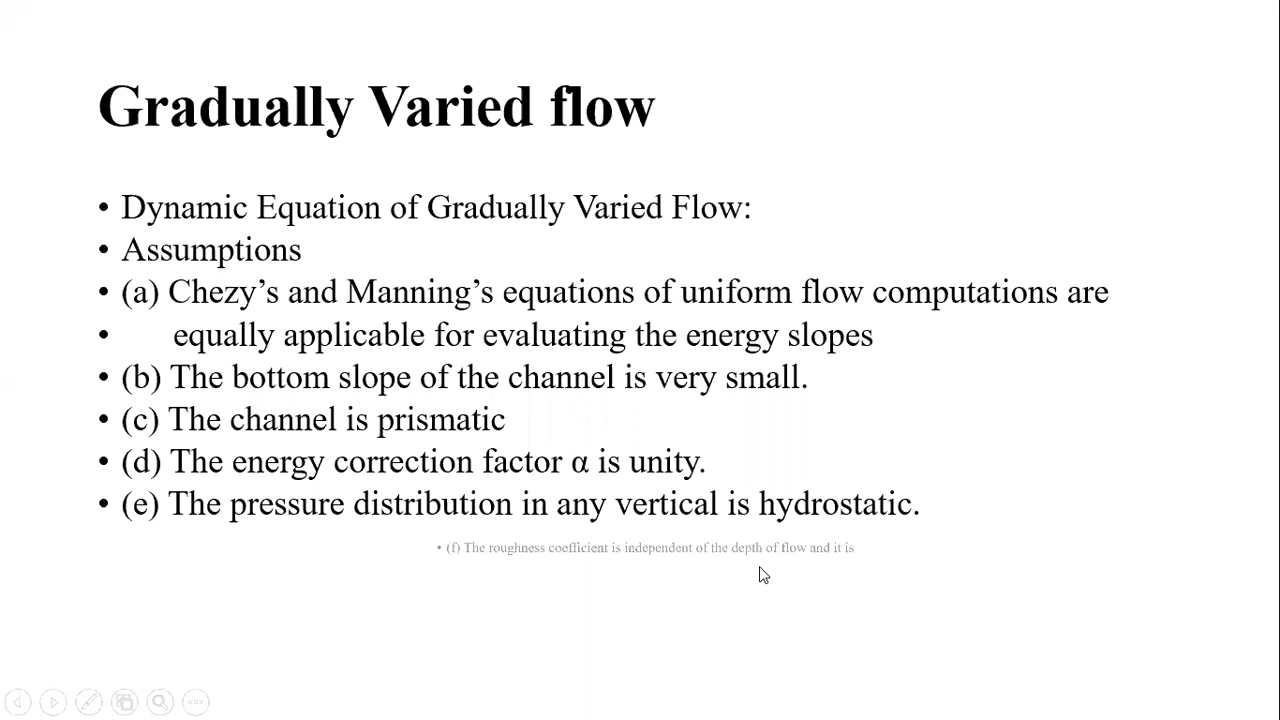 Gradually Varied flow
• Dynamic Equation of Gradually Varied Flow:
• Assumptions
• (a) Chezy’s and Manning’s equations of uniform flow computations are
• equally applicable for evaluating the energy slopes
• (b) The bottom slope of the channel is very small.
• (c) The channel is prismatic
• (d) The energy correction factor α is unity.
• (e) The pressure distribution in any vertical is hydrostatic.
• (f) The roughness coefficient is independent of the depth of flow and it is